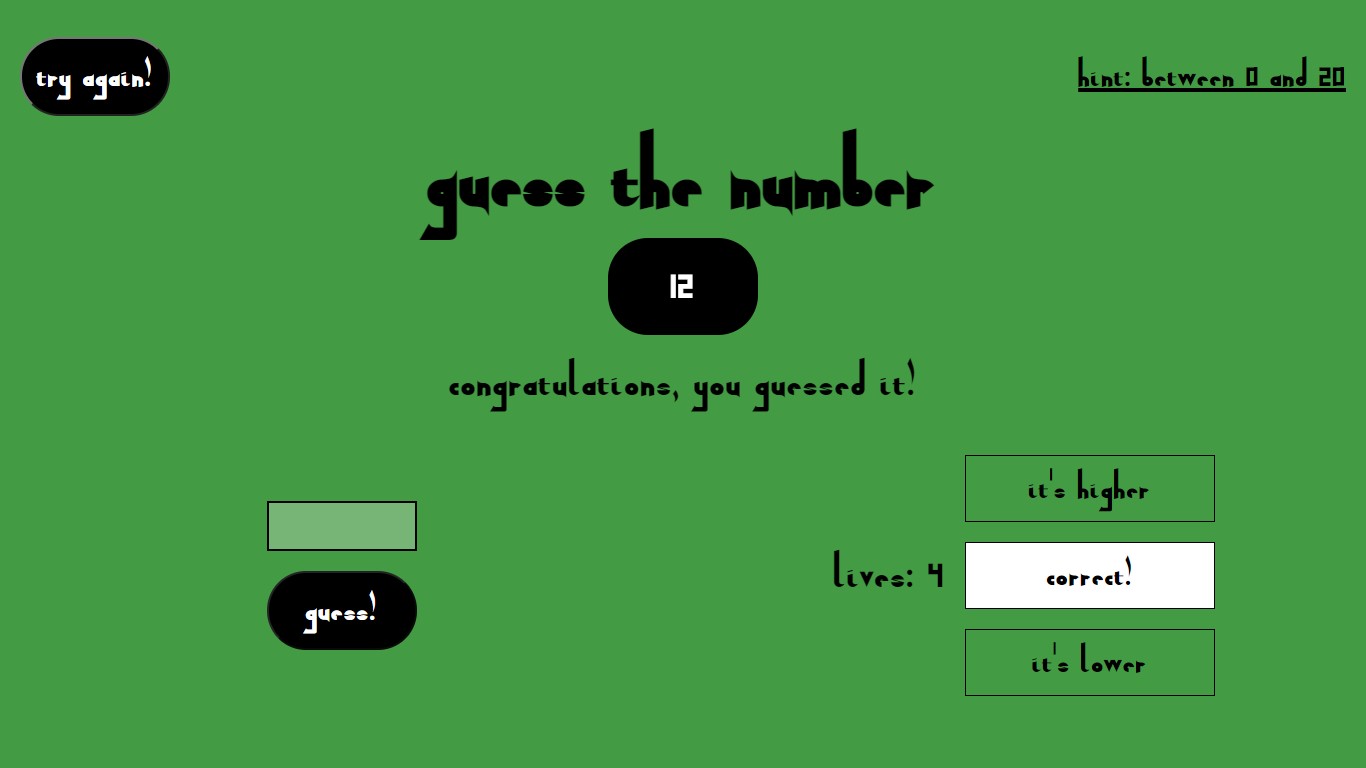 try again!
hint: between 0 and 20
guess the number
12
congratulations, you guessed it!
guess!
lives: 4
it's higher
correct!
it's lower